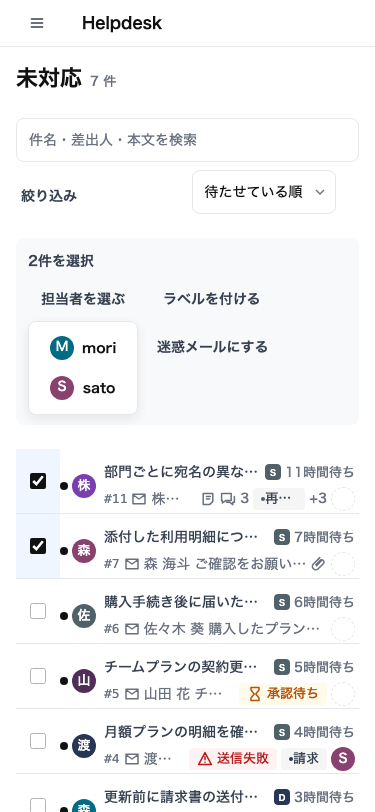 Helpdesk
未対応 7 件
件名・差出人・本文を検索
絞り込み 待たせている順
2件を選択
担当者を選ぶ ラベルを付ける
M mori 迷惑メールにする
S sato
株 部門ごとに宛名の異な… S 11時間待ち
#11 株… 3 •再… +3
森 添付した利用明細につ… S 7時間待ち
#7 森 海斗 ご確認をお願い…
佐 購入手続き後に届いた… S 6時間待ち
#6 佐々木 葵 購入したプラン…
山 チームプランの契約更… S 5時間待ち
#5 山田 花 チ… 承認待ち
渡 月額プランの明細を確… S 4時間待ち
#4 渡… 送信失敗 •請求 S
森 更新前に請求書の送付… D 3時間待ち